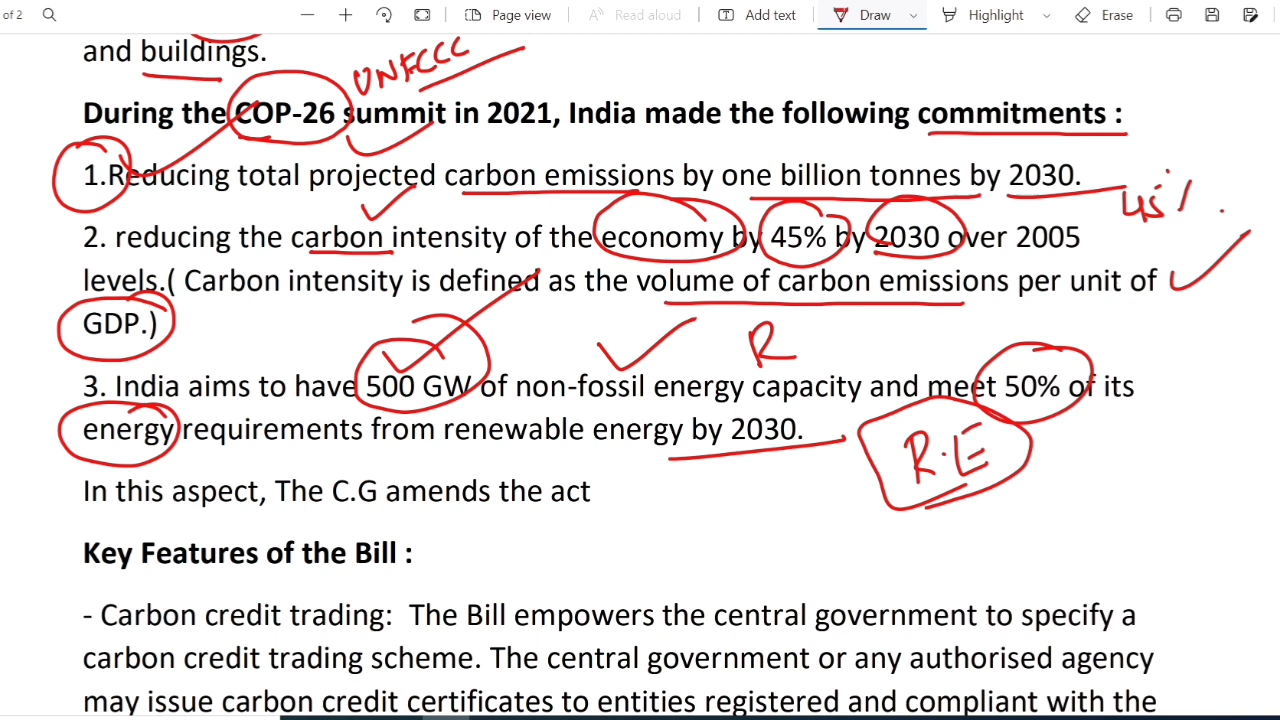 of 2 Page view Read aloud Add text Draw Highlight Erase
and buildings.
UNFCCC
During the COP-26 summit in 2021, India made the following commitments :
1.Reducing total projected carbon emissions by one billion tonnes by 2030.
45%
2. reducing the carbon intensity of the economy by 45% by 2030 over 2005
levels.( Carbon intensity is defined as the volume of carbon emissions per unit of
GDP.)
R
3. India aims to have 500 GW of non-fossil energy capacity and meet 50% of its
energy requirements from renewable energy by 2030.
R.E
In this aspect, The C.G amends the act
Key Features of the Bill :
- Carbon credit trading: The Bill empowers the central government to specify a
carbon credit trading scheme. The central government or any authorised agency
may issue carbon credit certificates to entities registered and compliant with the